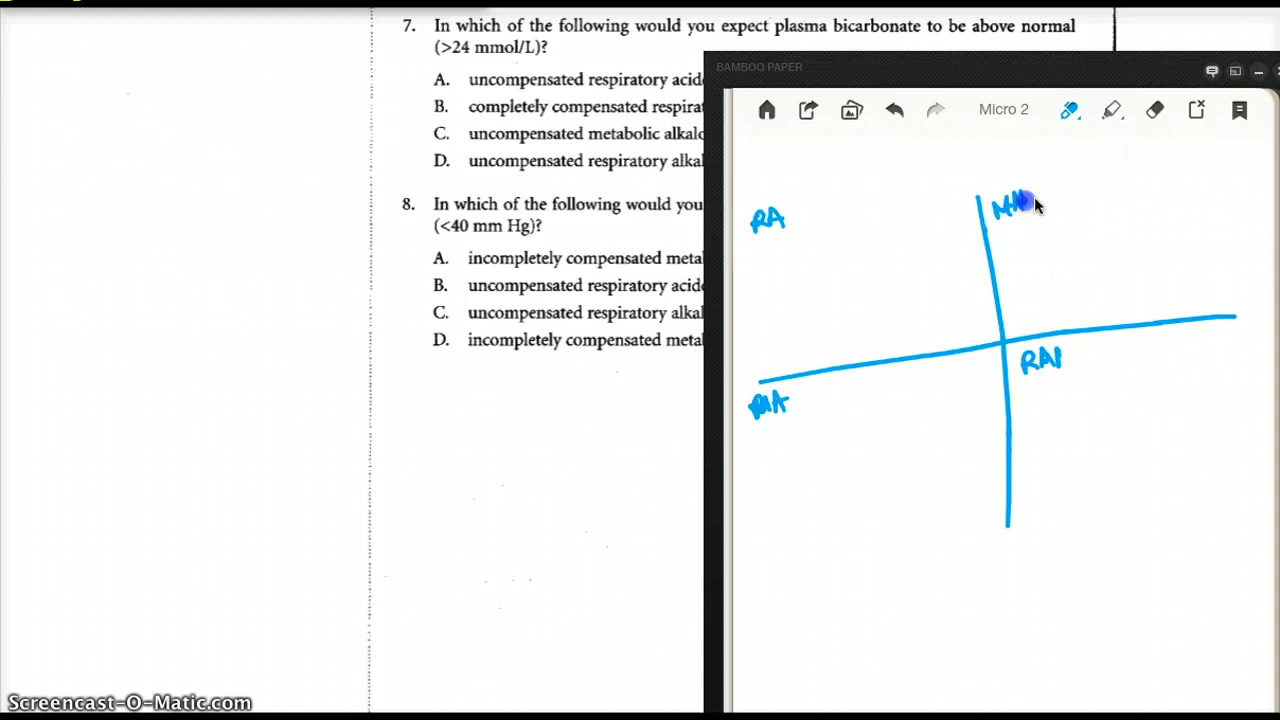 7. In which of the following would you expect plasma bicarbonate to be above normal
(>24 mmol/L)?
A. uncompensated respiratory acid
B. completely compensated respirat
C. uncompensated metabolic alkalo
D. uncompensated respiratory alkal
8. In which of the following would you
(<40 mm Hg)?
A. incompletely compensated metal
B. uncompensated respiratory acid
C. uncompensated respiratory alkal
D. incompletely compensated metal
BAMBOO PAPER
Micro 2
RA
RAl
MA
Screencast-O-Matic.com